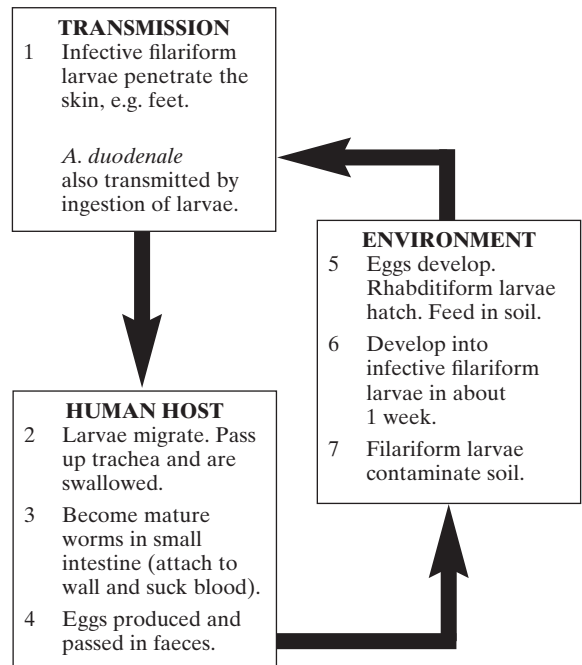 TRANSMISSION
1 Infective filariform
larvae penetrate the
skin, e.g. feet.
A. duodenale
also transmitted by
ingestion of larvae.
HUMAN HOST
2 Larvae migrate. Pass
up trachea and are
swallowed.
3 Become mature
worms in small
intestine (attach to
wall and suck blood).
4 Eggs produced and
passed in faeces.
ENVIRONMENT
5 Eggs develop.
Rhabditiform larvae
hatch. Feed in soil.
6 Develop into
infective filariform
larvae in about
1 week.
7 Filariform larvae
contaminate soil.